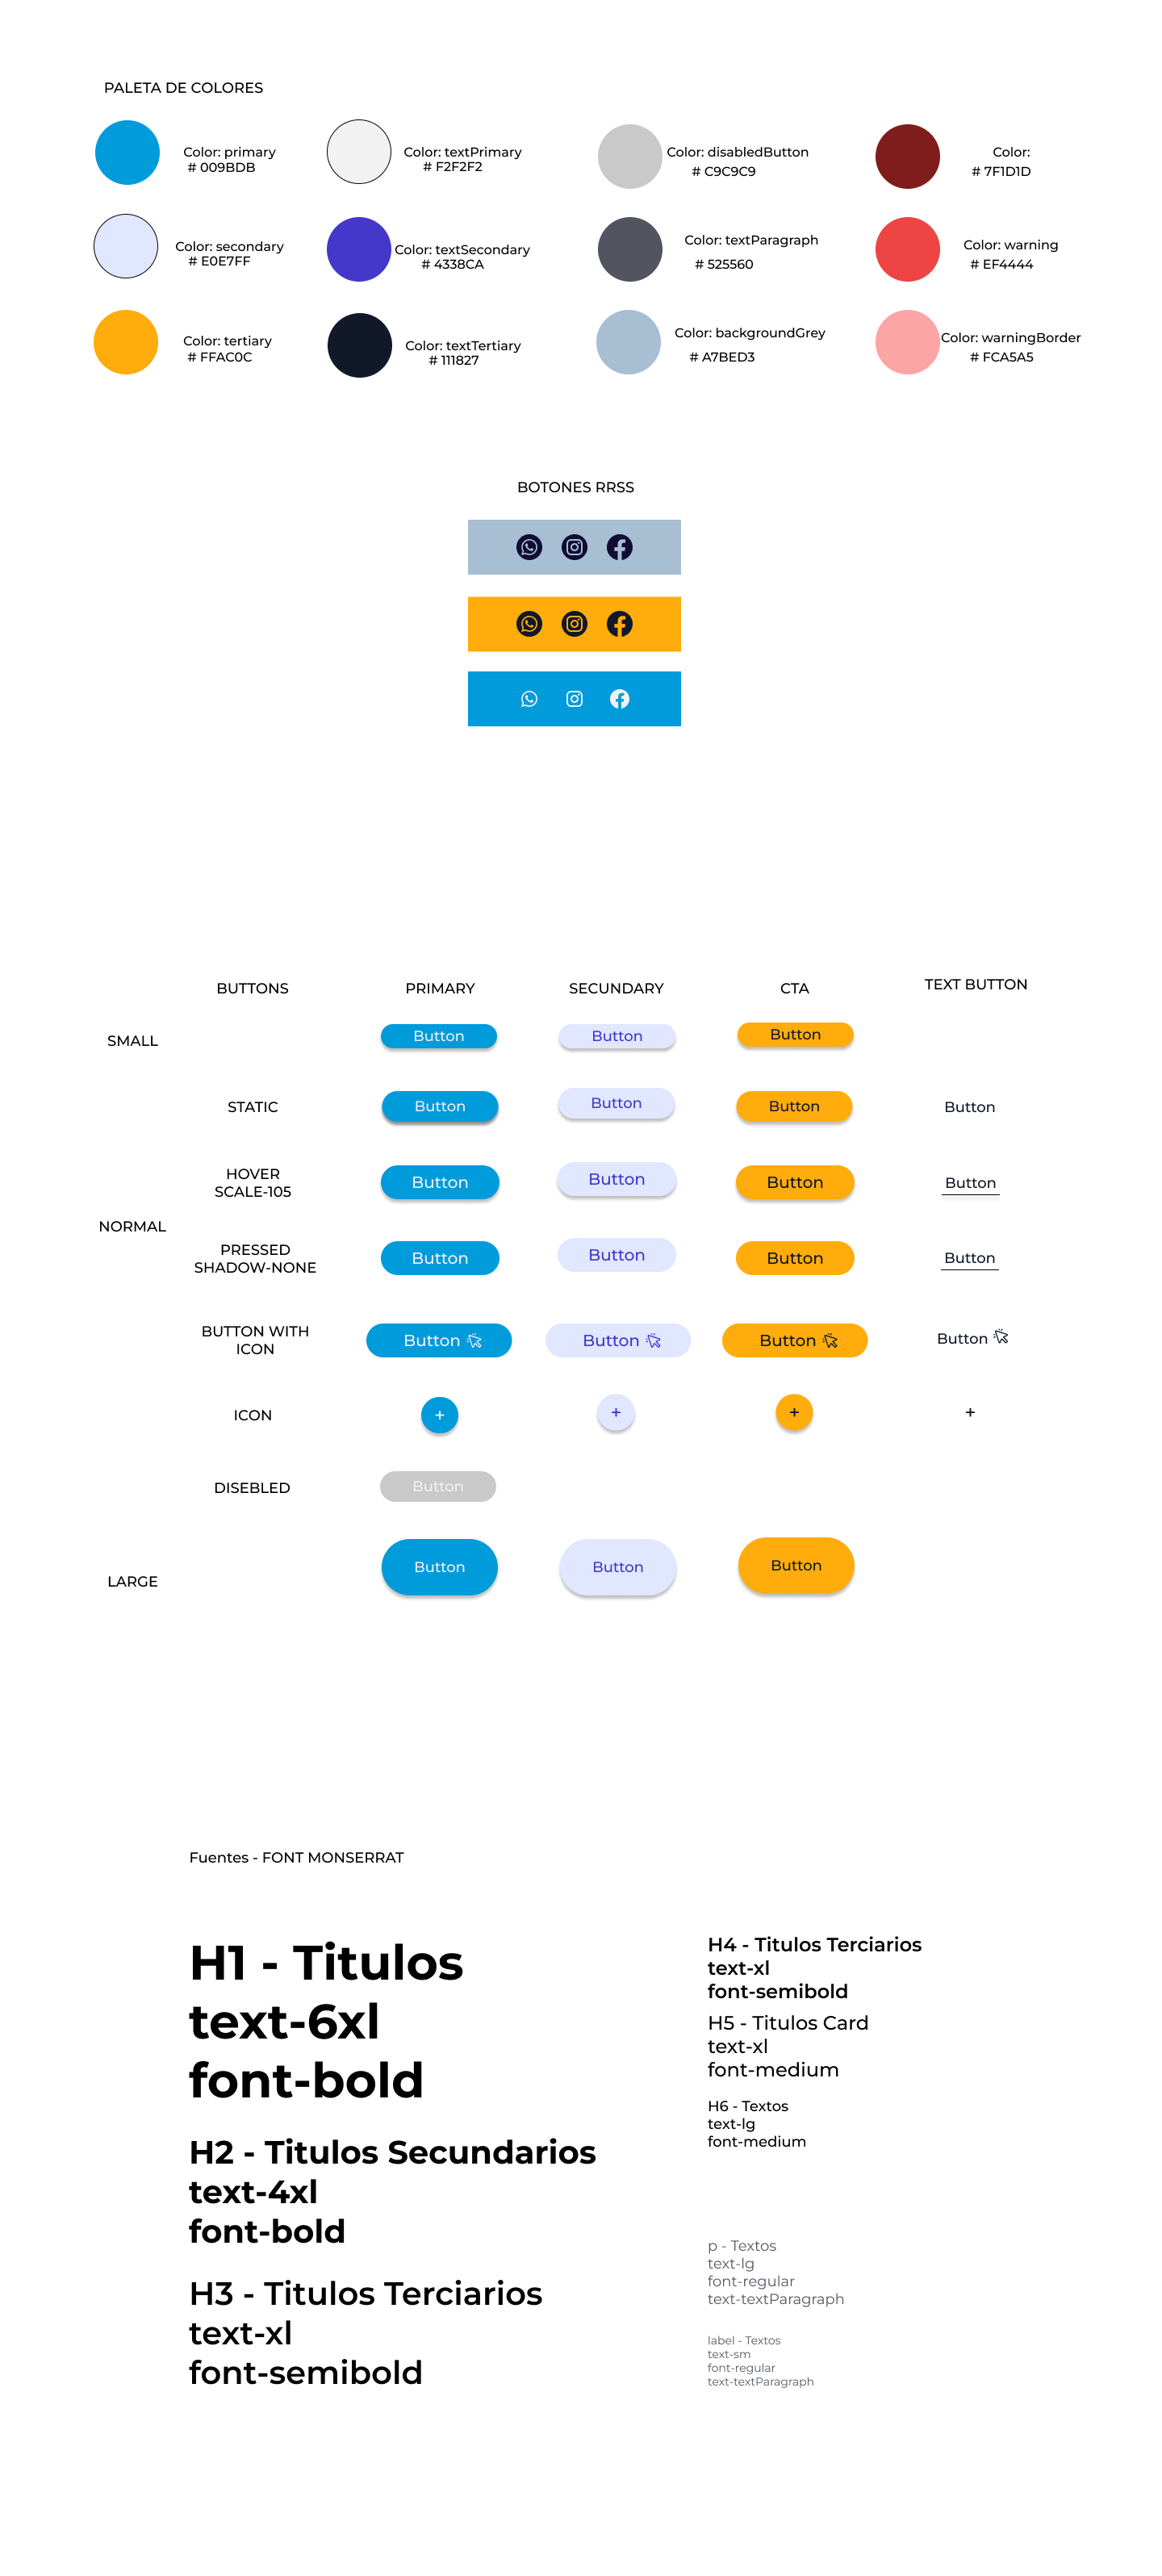 PALETA DE COLORES
Color: primary
# 009BDB
Color: textPrimary
# F2F2F2
Color: disabledButton
# C9C9C9
Color:
# 7F1D1D
Color: secondary
# E0E7FF
Color: textSecondary
# 4338CA
Color: textParagraph
# 525560
Color: warning
# EF4444
Color: tertiary
# FFAC0C
Color: textTertiary
# 111827
Color: backgroundGrey
# A7BED3
Color: warningBorder
# FCA5A5
BOTONES RRSS
BUTTONS
PRIMARY
SECUNDARY
CTA
TEXT BUTTON
SMALL
Button
Button
Button
STATIC
Button
Button
Button
Button
NORMAL
HOVER
SCALE-105
Button
Button
Button
Button
PRESSED
SHADOW-NONE
Button
Button
Button
Button
BUTTON WITH
ICON
Button
Button
Button
Button
ICON
+
+
+
+
DISEBLED
Button
LARGE
Button
Button
Button
Fuentes - FONT MONSERRAT
H1 - Titulos
text-6xl
font-bold
H2 - Titulos Secundarios
text-4xl
font-bold
H3 - Titulos Terciarios
text-xl
font-semibold
H4 - Titulos Terciarios
text-xl
font-semibold
H5 - Titulos Card
text-xl
font-medium
H6 - Textos
text-lg
font-medium
p - Textos
text-lg
font-regular
text-textParagraph
label - Textos
text-sm
font-regular
text-textParagraph